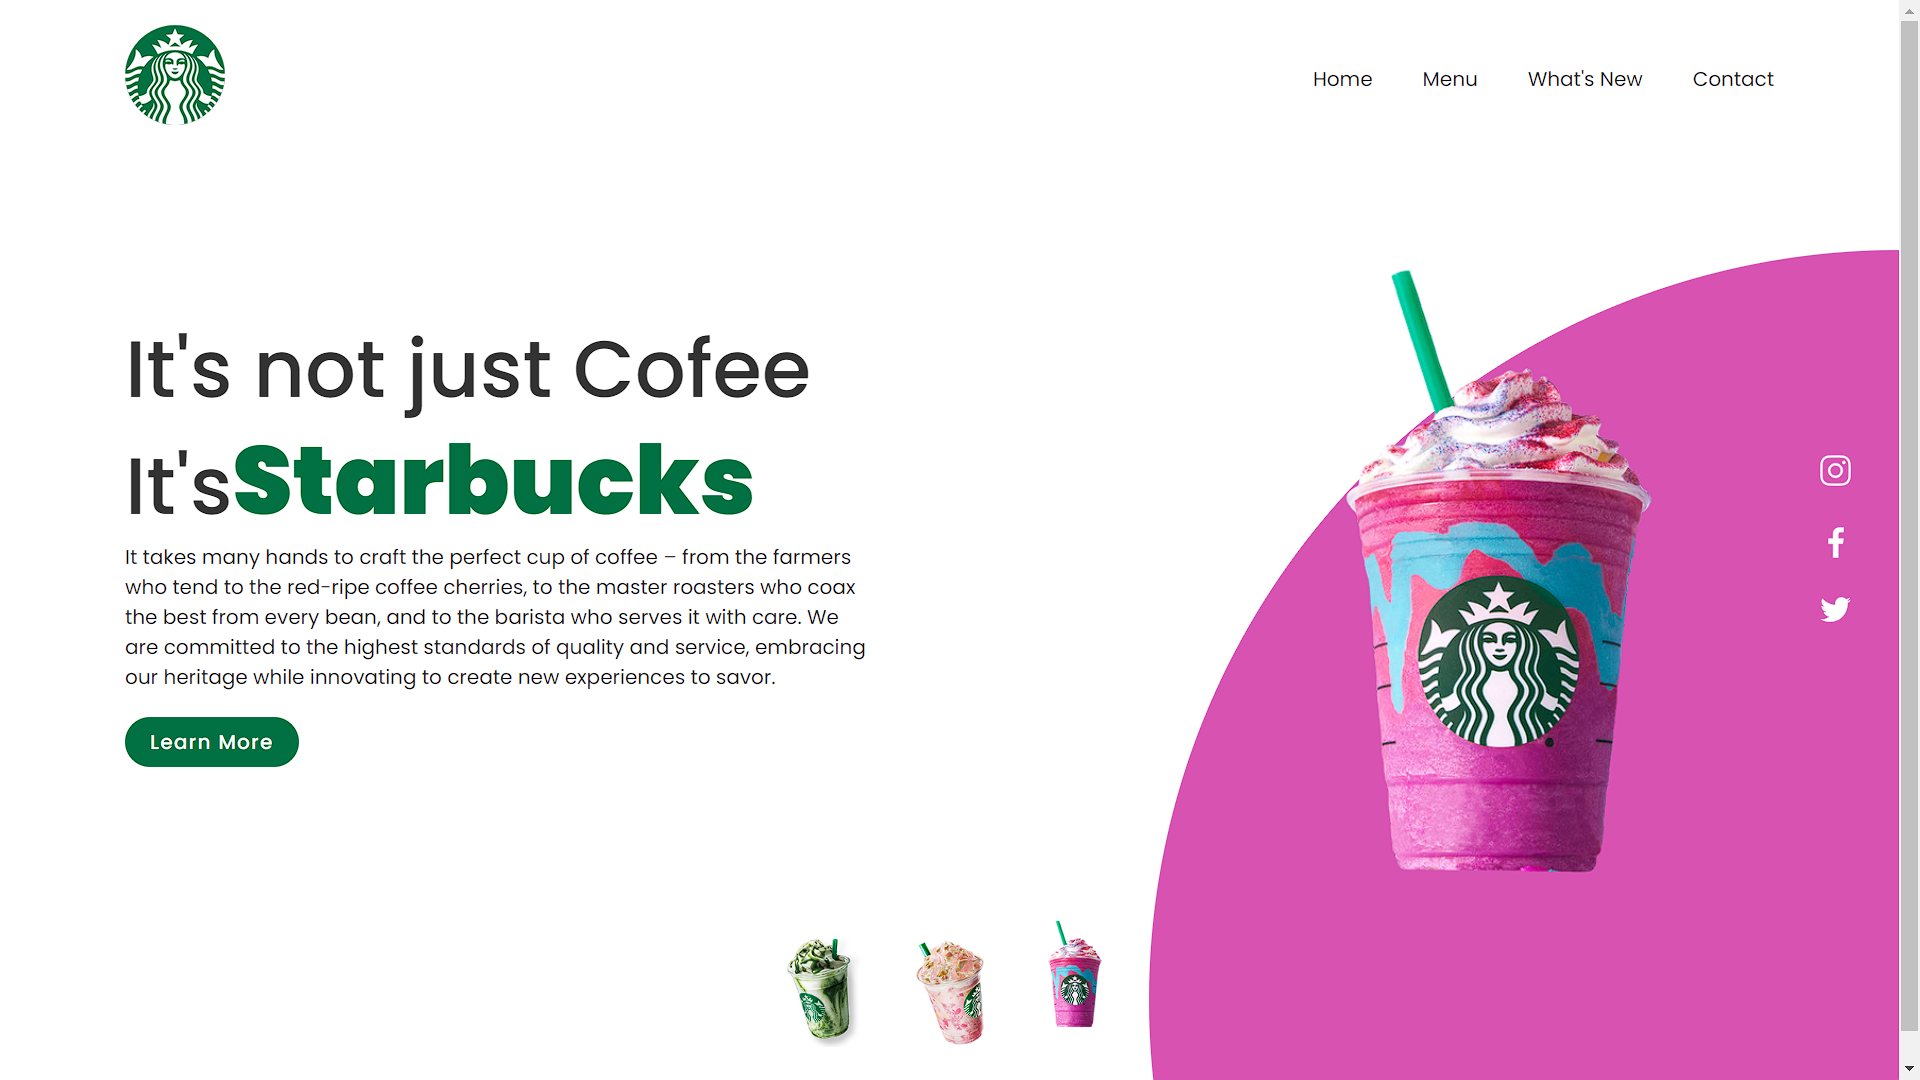 Home Menu What's New Contact
It's not just Cofee
It'sStarbucks
It takes many hands to craft the perfect cup of coffee – from the farmers
who tend to the red-ripe coffee cherries, to the master roasters who coax
the best from every bean, and to the barista who serves it with care. We
are committed to the highest standards of quality and service, embracing
our heritage while innovating to create new experiences to savor.
Learn More